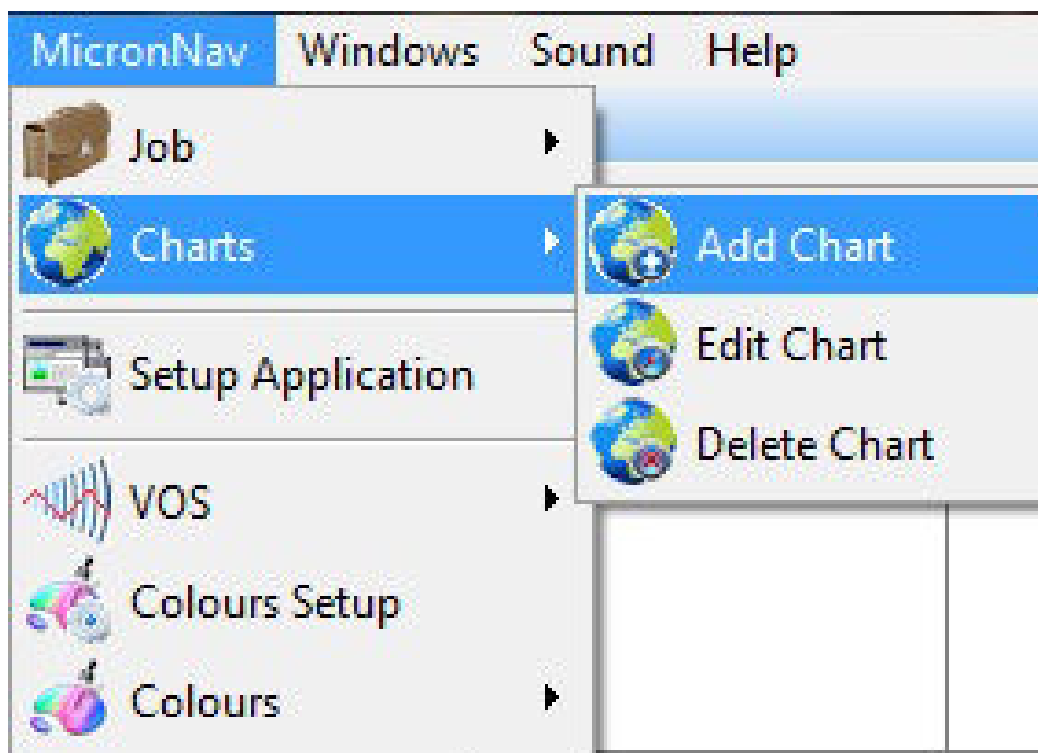 MicronNav Windows Sound Help
Job
Charts
Add Chart
Edit Chart
Delete Chart
Setup Application
VOS
Colours Setup
Colours